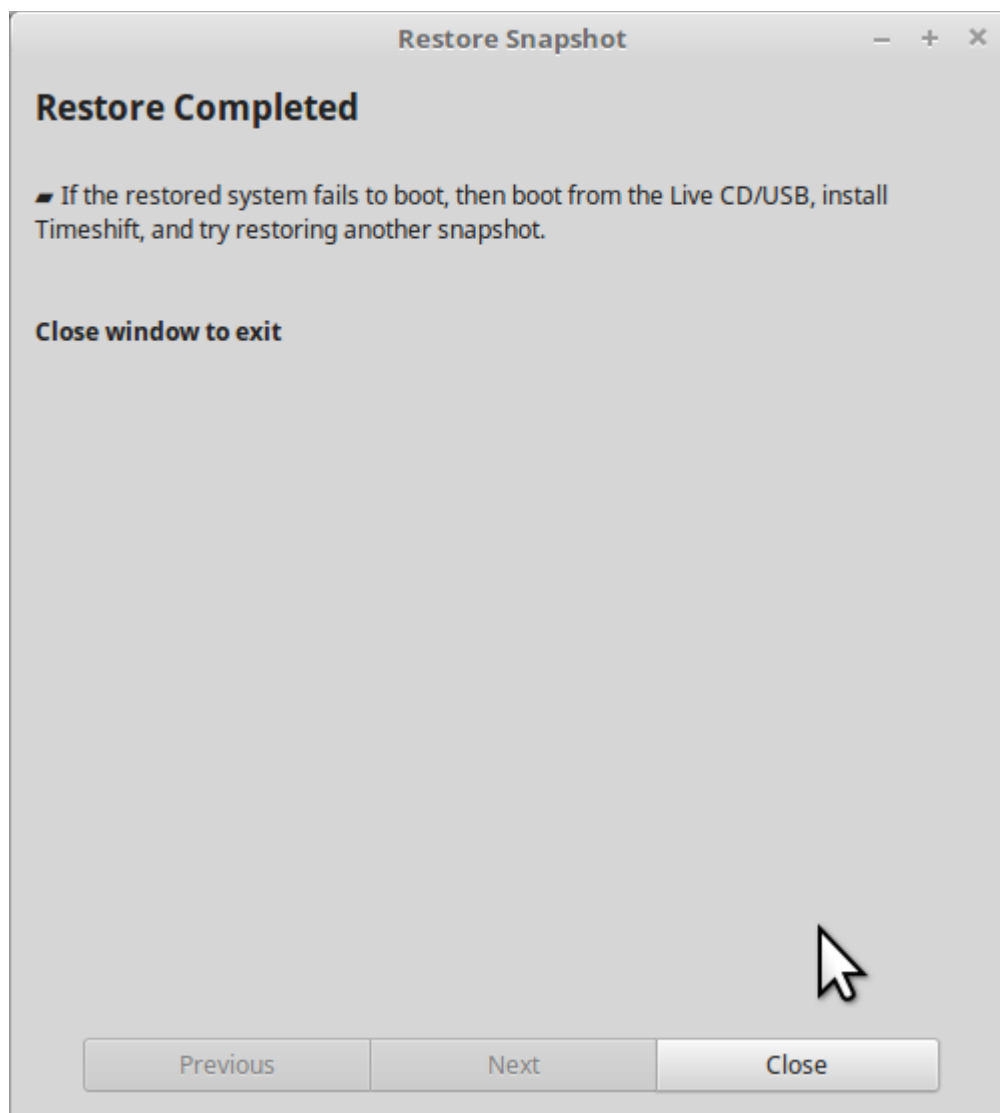 Restore Snapshot
Restore Completed
▰ If the restored system fails to boot, then boot from the Live CD/USB, install
Timeshift, and try restoring another snapshot.
Close window to exit
Previous Next Close